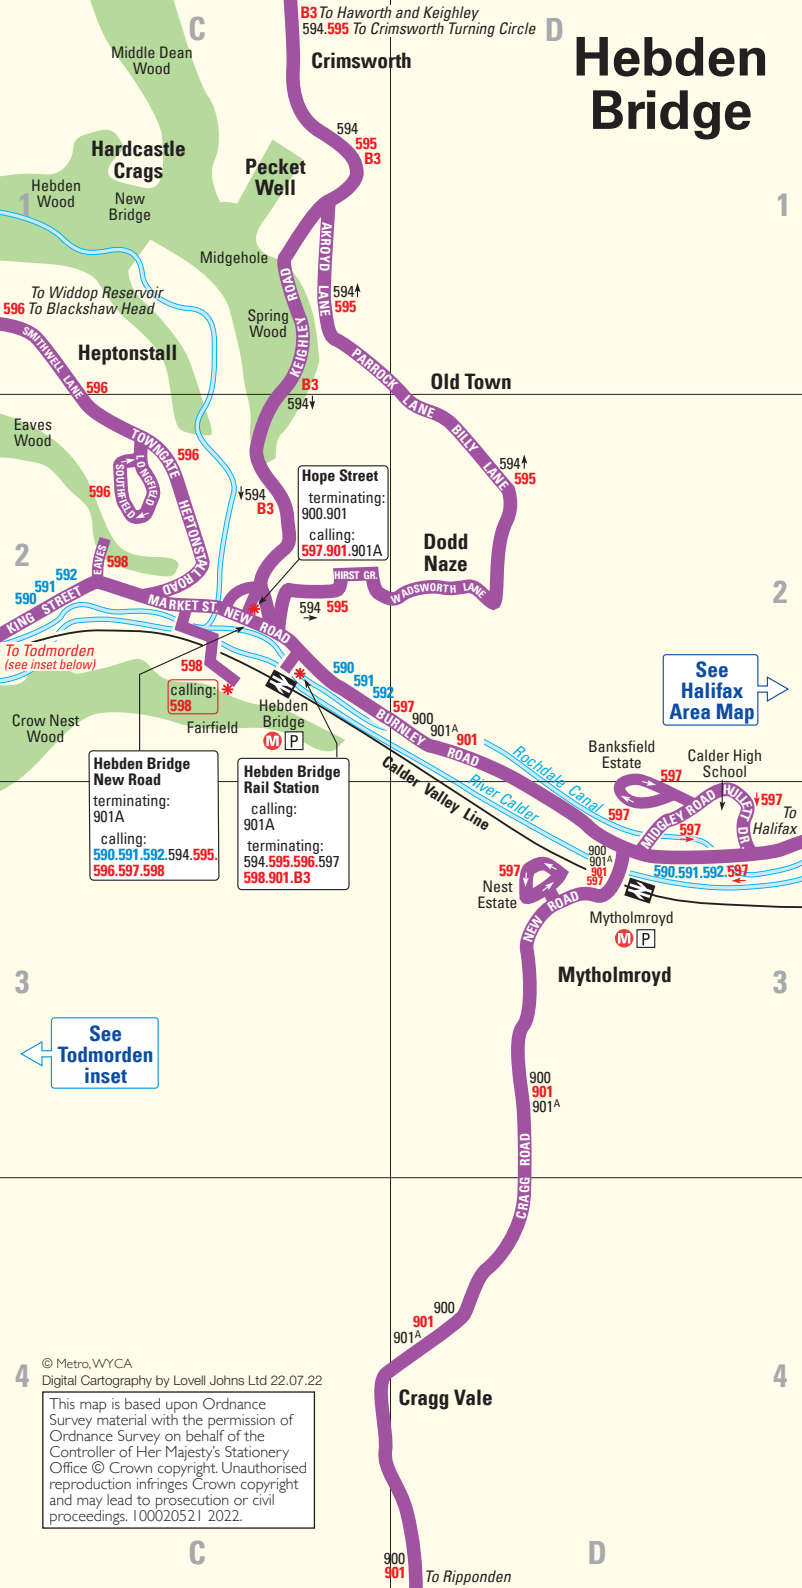 C
D
B3 To Haworth and Keighley
594.595 To Crimsworth Turning Circle
Hebden
Bridge
Crimsworth
Middle Dean
Wood
594
595
B3
Hardcastle
Crags
Pecket
Well
Hebden
Wood
New
Bridge
1
1
AKROYD LANE
Midgehole
KEIGHLEY ROAD
594
595
To Widdop Reservoir
596 To Blackshaw Head
Spring
Wood
SMITHWELL LANE
Heptonstall
PARROCK LANE
Old Town
596
B3
594
Eaves
Wood
TOWNGATE
596
BILLY LANE
594
595
LONGFIELD
SOUTHFIELD
596
HEPTONSTALL ROAD
594
B3
Hope Street
terminating:
900.901
calling:
597.901.901A
Dodd
Naze
2
2
EAVES
598
592
591
590
KING STREET
MARKET ST.
NEW ROAD
HIRST GR.
WADSWORTH LANE
594
595
To Todmorden
(see inset below)
598
calling:
598
Fairfield
Hebden
Bridge
M P
590
591
592
597
900
901A
901
BURNLEY ROAD
See
Halifax
Area Map
Crow Nest
Wood
Hebden Bridge
New Road
terminating:
901A
calling:
590.591.592.594.595.
596.597.598
Hebden Bridge
Rail Station
calling:
901A
terminating:
594.595.596.597
598.901.B3
Calder Valley Line
River Calder
Rochdale Canal
Banksfield
Estate
Calder High
School
597
597
MIDGLEY ROAD
597
DR.
597
To
Halifax
900
901A
901
597
590.591.592.597
597
Nest
Estate
NEW ROAD
Mytholmroyd
M P
Mytholmroyd
3
3
See
Todmorden
inset
900
901
901A
CRAGG ROAD
900
901
901A
4
4
© Metro, WYCA
Digital Cartography by Lovell Johns Ltd 22.07.22
This map is based upon Ordnance
Survey material with the permission of
Ordnance Survey on behalf of the
Controller of Her Majesty's Stationery
Office © Crown copyright. Unauthorised
reproduction infringes Crown copyright
and may lead to prosecution or civil
proceedings. 100020521 2022.
Cragg Vale
C
D
900
901
To Ripponden